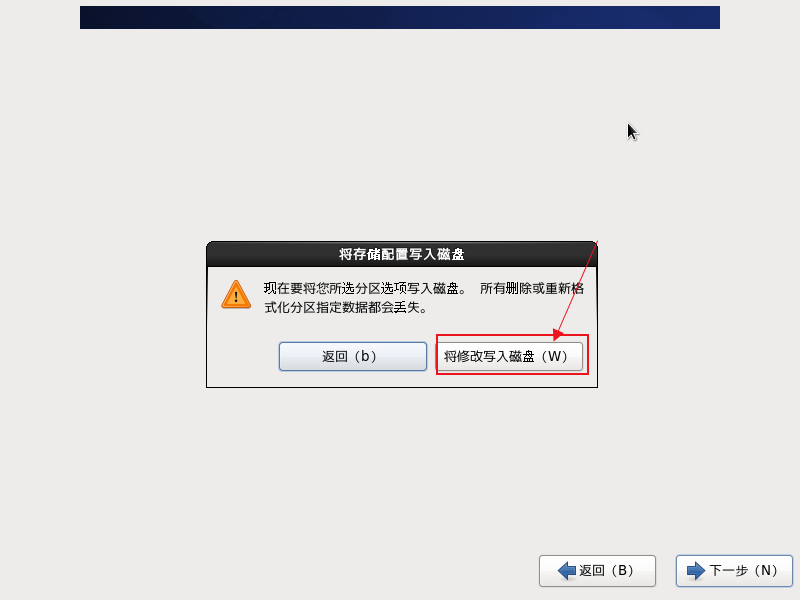 将存储配置写入磁盘
现在要将您所选分区选项写入磁盘。 所有删除或重新格
式化分区指定数据都会丢失。
返回（b）
将修改写入磁盘（W）
返回（B）
下一步（N）